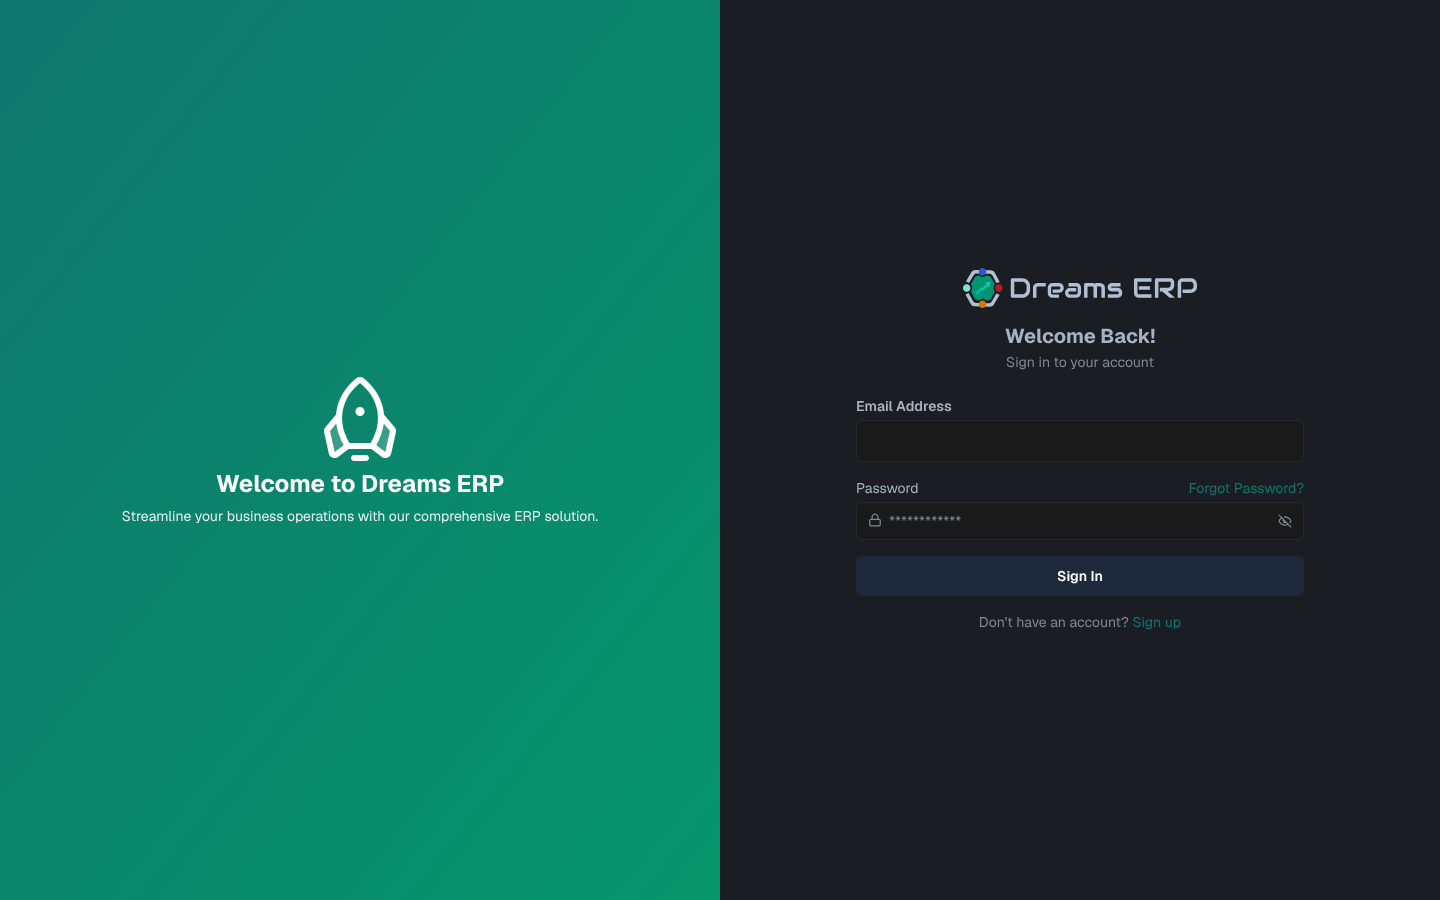 Welcome to Dreams ERP
Streamline your business operations with our comprehensive ERP solution.
Dreams ERP
Welcome Back!
Sign in to your account
Email Address
Password
Forgot Password?
************
Sign In
Don't have an account? Sign up